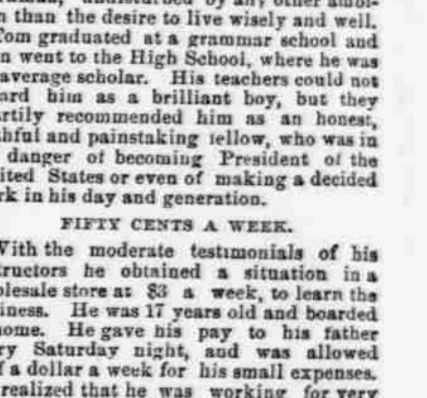 than the desire to live wisely and well.
Tom graduated at a grammar school and
went to the High School, where he was
average scholar. His teachers could not
ard him as a brilliant boy, but they
rtily recommended him as an honest,
hful and painstaking fellow, who was in
danger of becoming President of the
ited States or even of making a decided
rk in his day and generation.
FIFTY CENTS A WEEK.
With the moderate testimonials of his
tructors he obtained a situation in a
olesale store at $3 a week, to learn the
iness. He was 17 years old and boarded
home. He gave his pay to his father
ry Saturday night, and was allowed
f a dollar a week for his small expenses.
realized that he was working for very